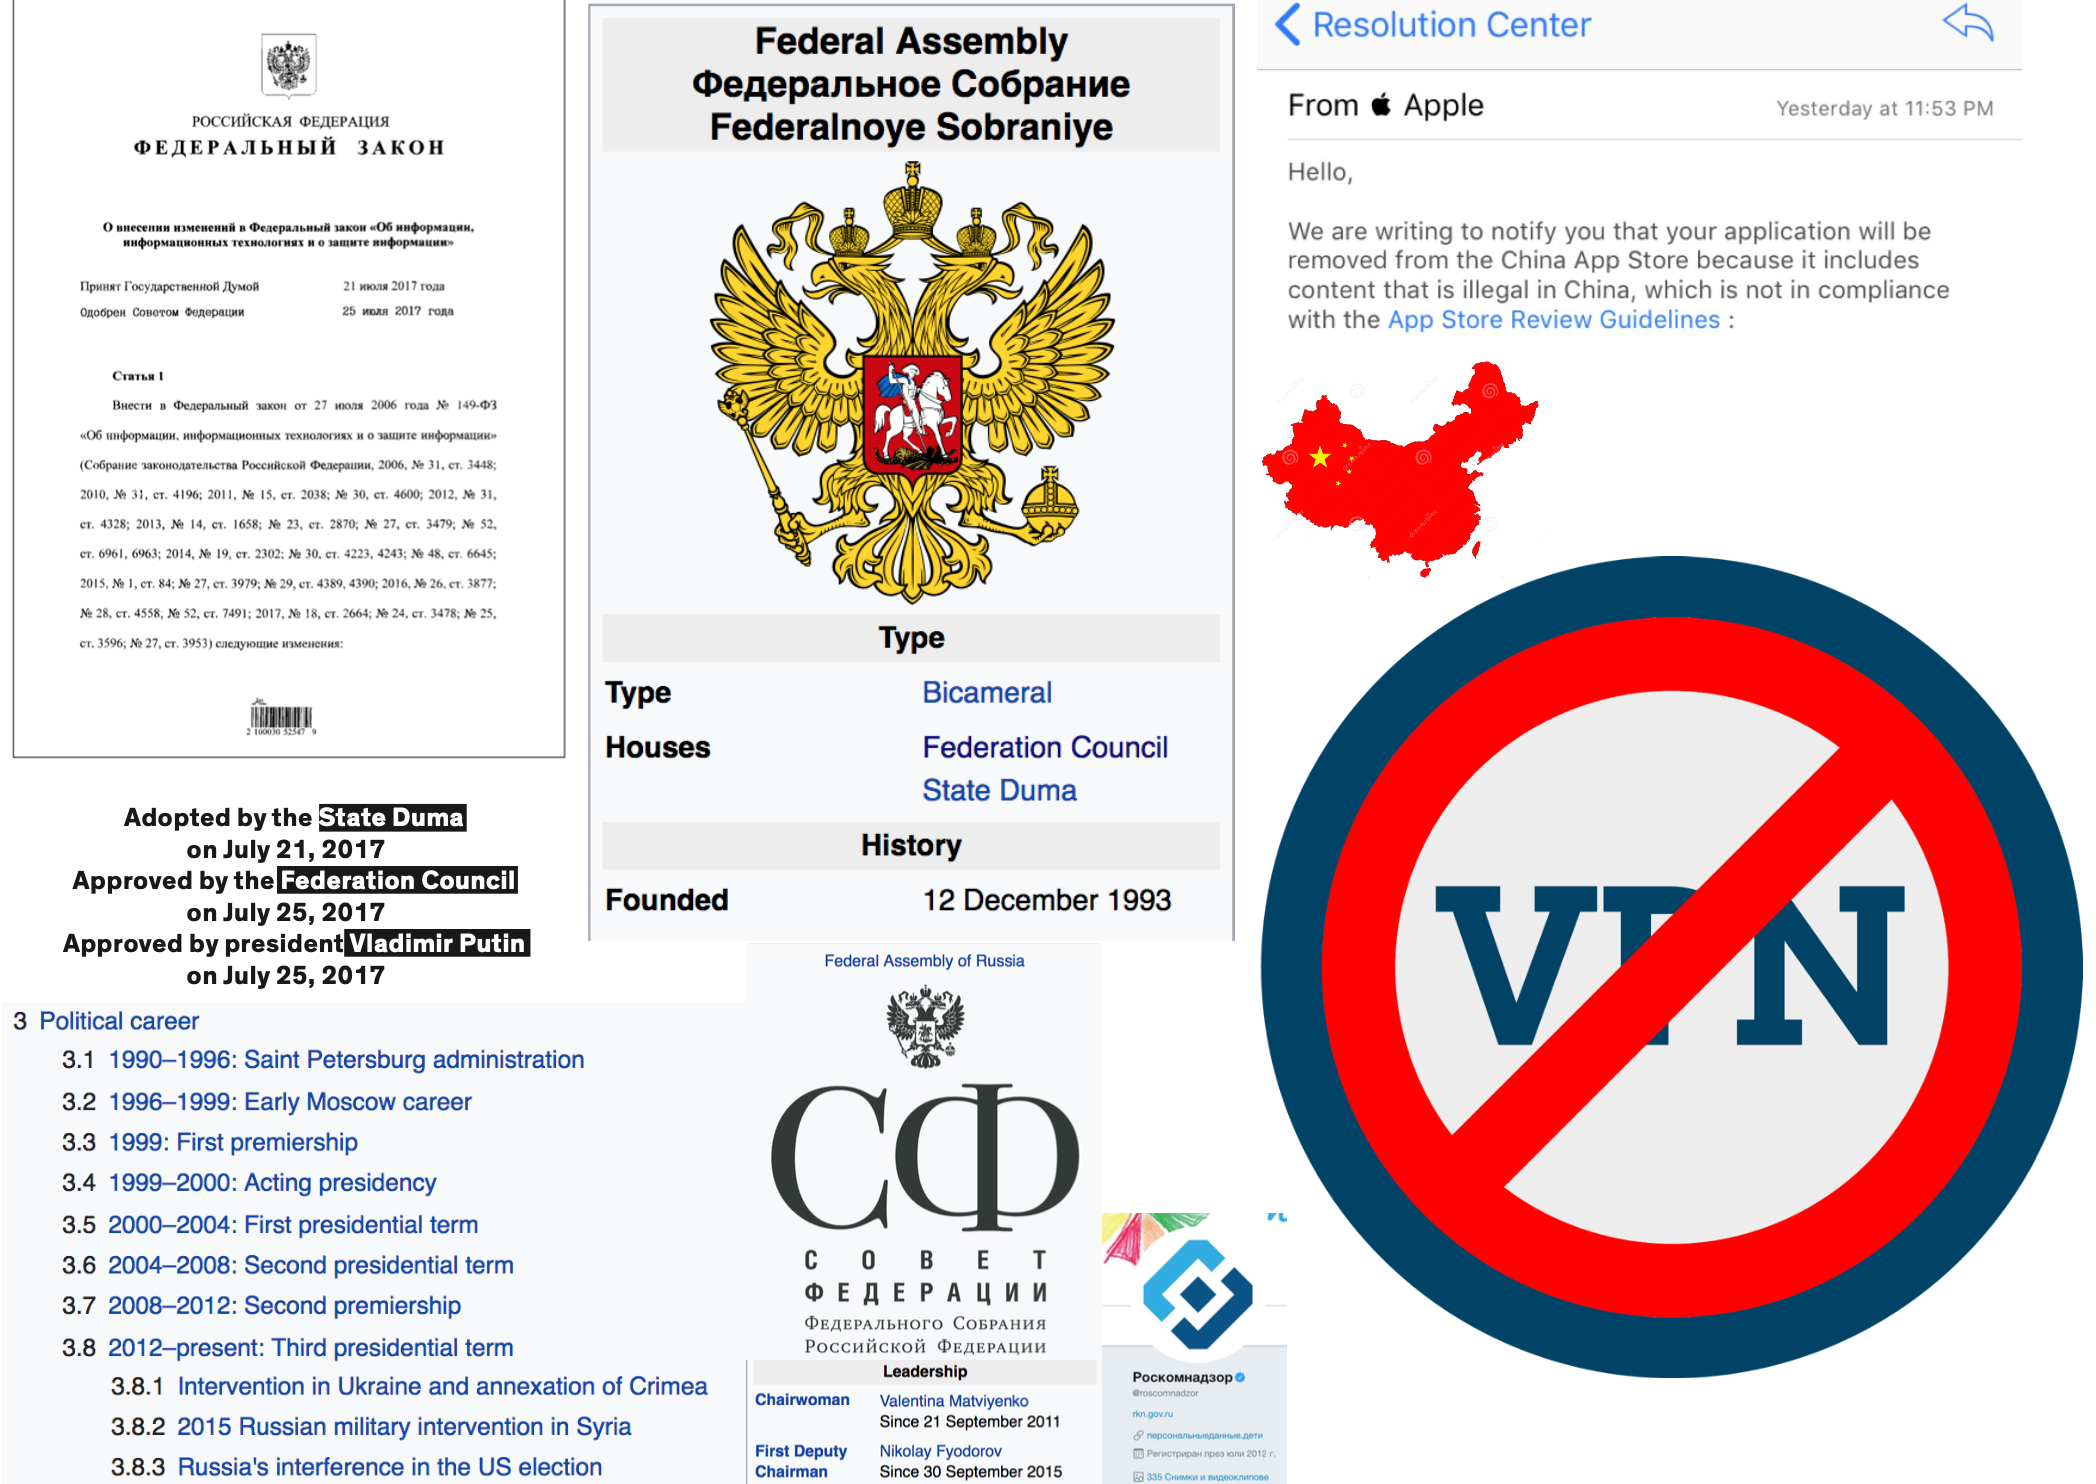 РОССИЙСКАЯ ФЕДЕРАЦИЯ
ФЕДЕРАЛЬНЫЙ ЗАКОН
О внесении изменений в Федеральный закон «Об информации,
информационных технологиях и о защите информации»
Принят Государственной Думой 21 июля 2017 года
Одобрен Советом Федерации 25 июля 2017 года
Статья 1
Внести в Федеральный закон от 27 июля 2006 года № 149-ФЗ
«Об информации, информационных технологиях и о защите информации»
(Собрание законодательства Российской Федерации, 2006, № 31, ст. 3448;
2010, № 31, ст. 4196; 2011, № 15, ст. 2038; № 30, ст. 4600; 2012, № 31,
ст. 4328; 2013, № 14, ст. 1658; № 23, ст. 2870; № 27, ст. 3479; № 52,
ст. 6961, 6963; 2014, № 19, ст. 2302; № 30, ст. 4223, 4243; № 48, ст. 6645;
2015, № 1, ст. 84; № 27, ст. 3979; № 29, ст. 4389, 4390; 2016, № 26, ст. 3877;
№ 28, ст. 4558; № 52, ст. 7491; 2017, № 18, ст. 2664; № 24, ст. 3478; № 25,
ст. 3596; № 27, ст. 3953) следующие изменения:
2 100030 52547 9
Adopted by the State Duma
on July 21, 2017
Approved by the Federation Council
on July 25, 2017
Approved by president Vladimir Putin
on July 25, 2017
3 Political career
3.1 1990–1996: Saint Petersburg administration
3.2 1996–1999: Early Moscow career
3.3 1999: First premiership
3.4 1999–2000: Acting presidency
3.5 2000–2004: First presidential term
3.6 2004–2008: Second presidential term
3.7 2008–2012: Second premiership
3.8 2012–present: Third presidential term
3.8.1 Intervention in Ukraine and annexation of Crimea
3.8.2 2015 Russian military intervention in Syria
3.8.3 Russia's interference in the US election
Federal Assembly
Федеральное Собрание
Federalnoye Sobraniye
Type
Type Bicameral
Houses Federation Council
State Duma
History
Founded 12 December 1993
Federal Assembly of Russia
СФ
СОВЕТ
ФЕДЕРАЦИИ
Федерального Собрания
Российской Федерации
Leadership
Chairwoman Valentina Matviyenko
Since 21 September 2011
First Deputy Nikolay Fyodorov
Chairman Since 30 September 2015
Роскомнадзор
@roscomnadzor
rkn.gov.ru
персональныеданные.дети
Регистриран през юли 2012 г.
335 Снимки и видеоклипове
Resolution Center
From Apple Yesterday at 11:53 PM
Hello,
We are writing to notify you that your application will be
removed from the China App Store because it includes
content that is illegal in China, which is not in compliance
with the App Store Review Guidelines :
VPN